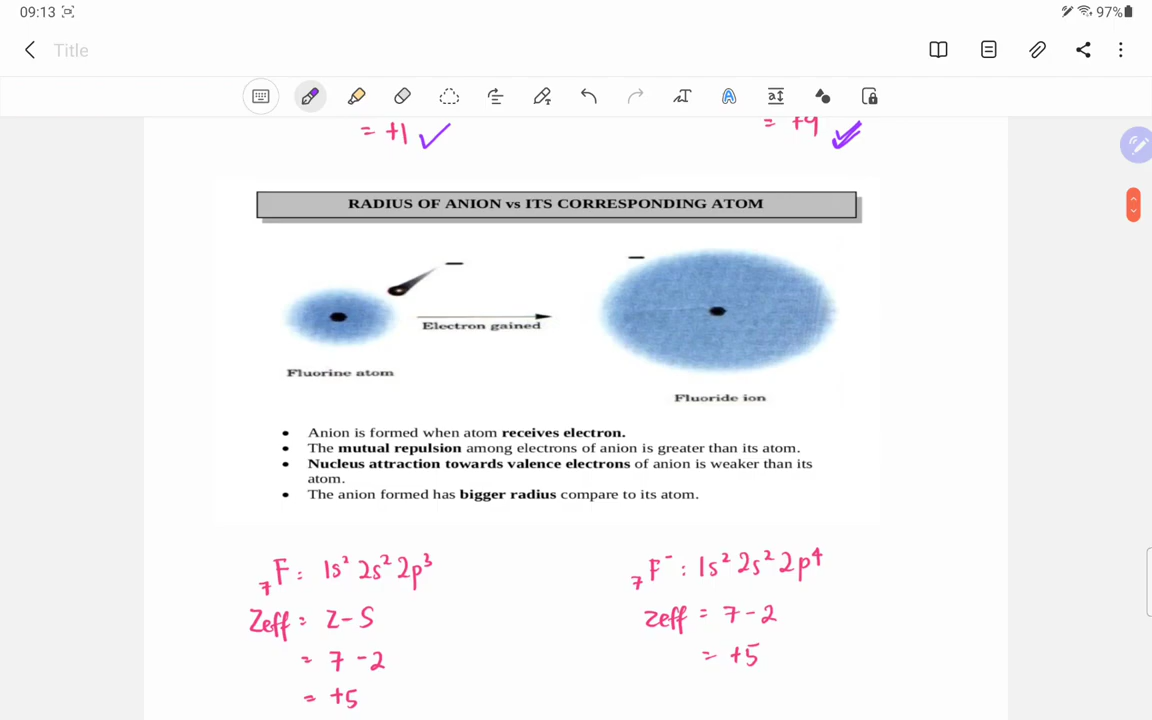 09:13 97%
Title
= +1
= +4
RADIUS OF ANION vs ITS CORRESPONDING ATOM
Electron gained
Fluorine atom
Fluoride ion
• Anion is formed when atom receives electron.
• The mutual repulsion among electrons of anion is greater than its atom.
• Nucleus attraction towards valence electrons of anion is weaker than its
atom.
• The anion formed has bigger radius compare to its atom.
₇F : 1s² 2s² 2p³
Zeff = Z - S
= 7 - 2
= +5
₇F⁻ : 1s² 2s² 2p⁴
Zeff = 7 - 2
= +5